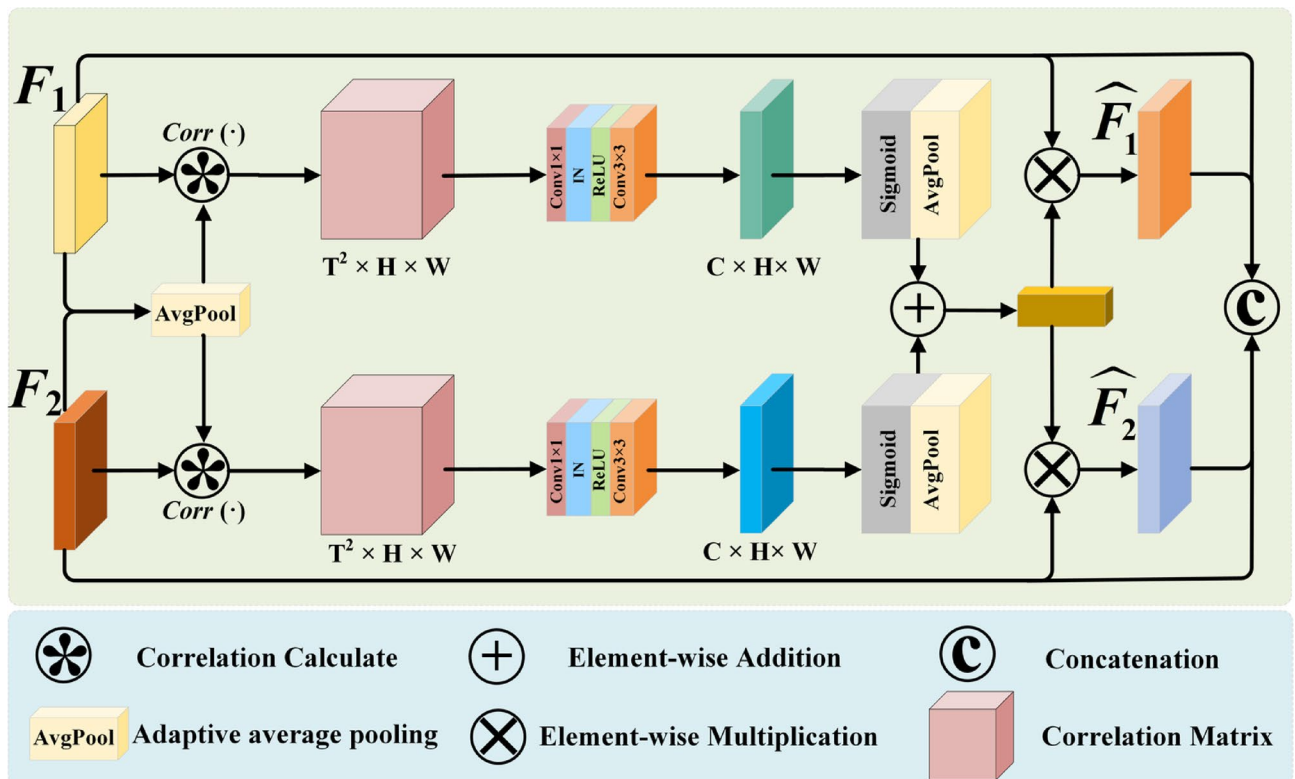 F₁
Corr (·)
Conv1×1
IN
ReLU
Conv3×3
Sigmoid
AvgPool
F̂₁
T² × H × W
C × H× W
AvgPool
+
C
F₂
Corr (·)
Conv1×1
IN
ReLU
Conv3×3
Sigmoid
AvgPool
F̂₂
T² × H × W
C × H× W
Correlation Calculate
+
Element-wise Addition
C
Concatenation
AvgPool
Adaptive average pooling
Element-wise Multiplication
Correlation Matrix